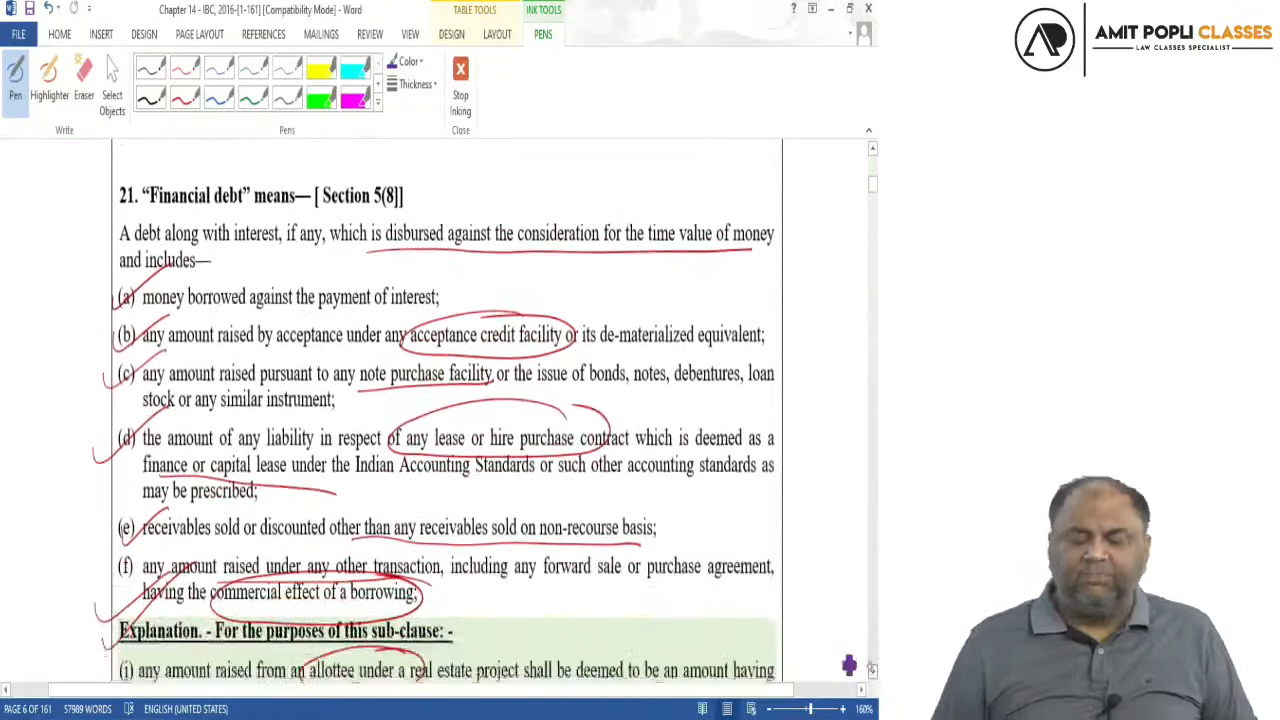 Chapter 14 - IBC, 2016-[1-161] [Compatibility Mode] - Word
TABLE TOOLS
INK TOOLS
FILE
HOME
INSERT
DESIGN
PAGE LAYOUT
REFERENCES
MAILINGS
REVIEW
VIEW
DESIGN
LAYOUT
PENS
Pen
Highlighter
Eraser
Select Objects
Color
Thickness
Stop Inking
Write
Pens
Close
AMIT POPLI CLASSES
LAW CLASSES SPECIALIST
21. “Financial debt” means— [ Section 5(8]]
A debt along with interest, if any, which is disbursed against the consideration for the time value of money
and includes—
(a) money borrowed against the payment of interest;
(b) any amount raised by acceptance under any acceptance credit facility or its de-materialized equivalent;
(c) any amount raised pursuant to any note purchase facility or the issue of bonds, notes, debentures, loan
stock or any similar instrument;
(d) the amount of any liability in respect of any lease or hire purchase contract which is deemed as a
finance or capital lease under the Indian Accounting Standards or such other accounting standards as
may be prescribed;
(e) receivables sold or discounted other than any receivables sold on non-recourse basis;
(f) any amount raised under any other transaction, including any forward sale or purchase agreement,
having the commercial effect of a borrowing;
Explanation. - For the purposes of this sub-clause: -
(i) any amount raised from an allottee under a real estate project shall be deemed to be an amount having
PAGE 6 OF 161
57989 WORDS
ENGLISH (UNITED STATES)
160%